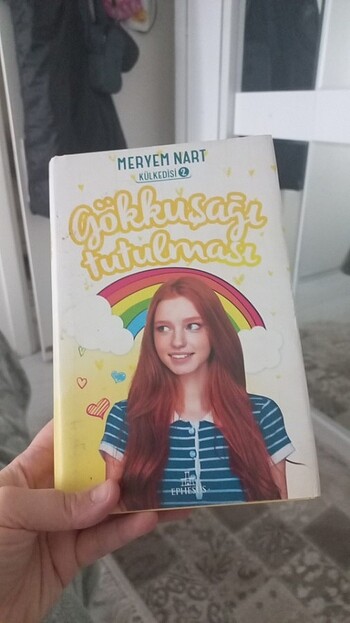 MERYEM NART
KÜLKEDİSİ 2
Gökkuşağı
tutulması
EPHESUS